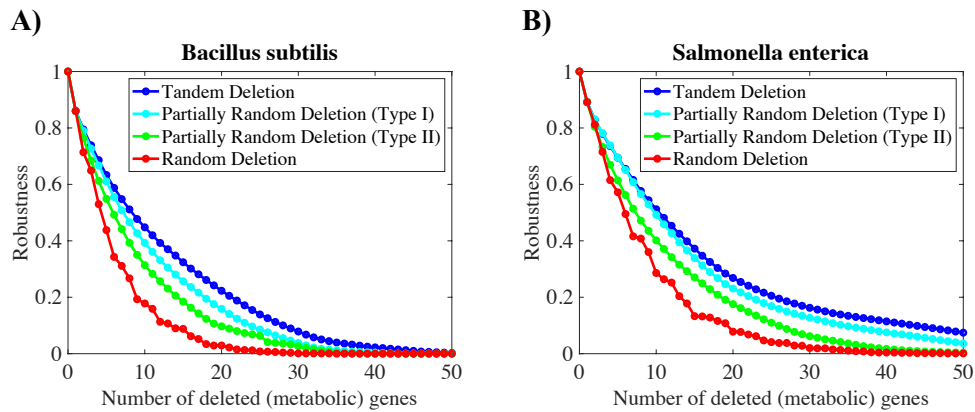 A)
Bacillus subtilis
1
0.8
0.6
0.4
0.2
0
Robustness
Tandem Deletion
Partially Random Deletion (Type I)
Partially Random Deletion (Type II)
Random Deletion
0 10 20 30 40 50
Number of deleted (metabolic) genes
B)
Salmonella enterica
1
0.8
0.6
0.4
0.2
0
Robustness
Tandem Deletion
Partially Random Deletion (Type I)
Partially Random Deletion (Type II)
Random Deletion
0 10 20 30 40 50
Number of deleted (metabolic) genes